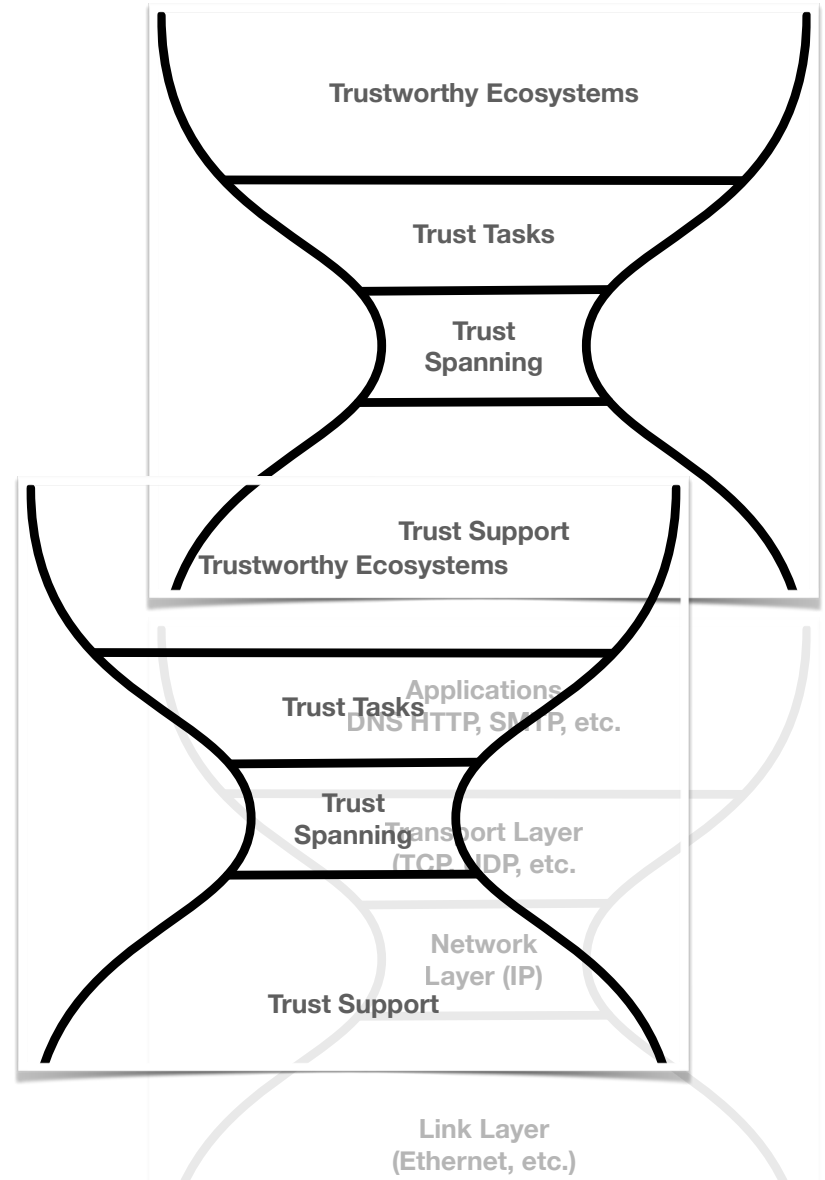 Trustworthy Ecosystems
Trust Tasks
Trust
Spanning
Trust Support
Trustworthy Ecosystems
Applications
DNS HTTP, SMTP, etc.
Trust Tasks
Trust
Spanning
Transport Layer
(TCP, UDP, etc.
Network
Layer (IP)
Trust Support
Link Layer
(Ethernet, etc.)